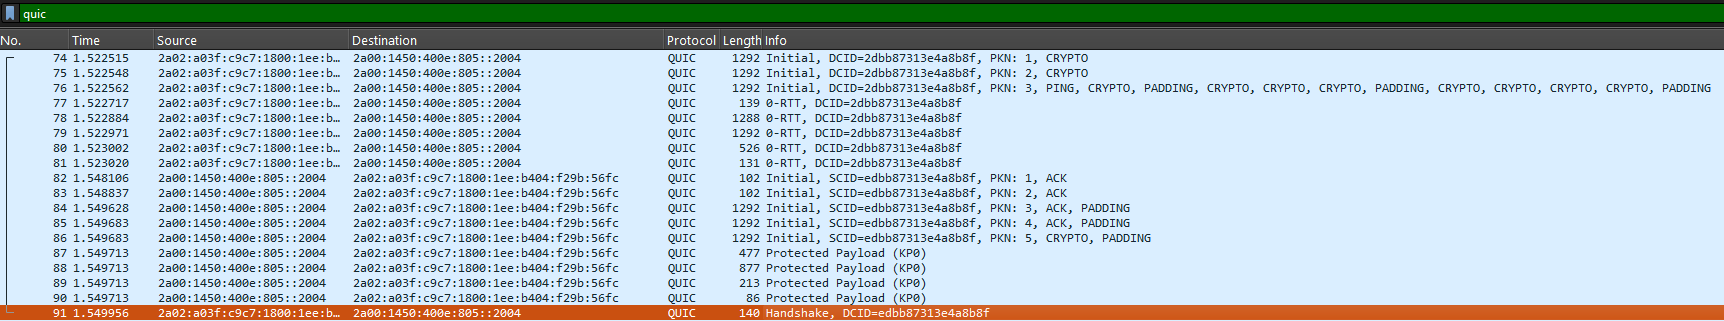 quic
No. Time Source Destination Protocol Length Info
74 1.522515 2a02:a03f:c9c7:1800:1ee:b… 2a00:1450:400e:805::2004 QUIC 1292 Initial, DCID=2dbb87313e4a8b8f, PKN: 1, CRYPTO
75 1.522548 2a02:a03f:c9c7:1800:1ee:b… 2a00:1450:400e:805::2004 QUIC 1292 Initial, DCID=2dbb87313e4a8b8f, PKN: 2, CRYPTO
76 1.522562 2a02:a03f:c9c7:1800:1ee:b… 2a00:1450:400e:805::2004 QUIC 1292 Initial, DCID=2dbb87313e4a8b8f, PKN: 3, PING, CRYPTO, PADDING, CRYPTO, CRYPTO, CRYPTO, PADDING, CRYPTO, CRYPTO, CRYPTO, CRYPTO, PADDING
77 1.522717 2a02:a03f:c9c7:1800:1ee:b… 2a00:1450:400e:805::2004 QUIC 139 0-RTT, DCID=2dbb87313e4a8b8f
78 1.522884 2a02:a03f:c9c7:1800:1ee:b… 2a00:1450:400e:805::2004 QUIC 1288 0-RTT, DCID=2dbb87313e4a8b8f
79 1.522971 2a02:a03f:c9c7:1800:1ee:b… 2a00:1450:400e:805::2004 QUIC 1292 0-RTT, DCID=2dbb87313e4a8b8f
80 1.523002 2a02:a03f:c9c7:1800:1ee:b… 2a00:1450:400e:805::2004 QUIC 526 0-RTT, DCID=2dbb87313e4a8b8f
81 1.523020 2a02:a03f:c9c7:1800:1ee:b… 2a00:1450:400e:805::2004 QUIC 131 0-RTT, DCID=2dbb87313e4a8b8f
82 1.548106 2a00:1450:400e:805::2004 2a02:a03f:c9c7:1800:1ee:b404:f29b:56fc QUIC 102 Initial, SCID=edbb87313e4a8b8f, PKN: 1, ACK
83 1.548837 2a00:1450:400e:805::2004 2a02:a03f:c9c7:1800:1ee:b404:f29b:56fc QUIC 102 Initial, SCID=edbb87313e4a8b8f, PKN: 2, ACK
84 1.549628 2a00:1450:400e:805::2004 2a02:a03f:c9c7:1800:1ee:b404:f29b:56fc QUIC 1292 Initial, SCID=edbb87313e4a8b8f, PKN: 3, ACK, PADDING
85 1.549683 2a00:1450:400e:805::2004 2a02:a03f:c9c7:1800:1ee:b404:f29b:56fc QUIC 1292 Initial, SCID=edbb87313e4a8b8f, PKN: 4, ACK, PADDING
86 1.549683 2a00:1450:400e:805::2004 2a02:a03f:c9c7:1800:1ee:b404:f29b:56fc QUIC 1292 Initial, SCID=edbb87313e4a8b8f, PKN: 5, CRYPTO, PADDING
87 1.549713 2a00:1450:400e:805::2004 2a02:a03f:c9c7:1800:1ee:b404:f29b:56fc QUIC 477 Protected Payload (KP0)
88 1.549713 2a00:1450:400e:805::2004 2a02:a03f:c9c7:1800:1ee:b404:f29b:56fc QUIC 877 Protected Payload (KP0)
89 1.549713 2a00:1450:400e:805::2004 2a02:a03f:c9c7:1800:1ee:b404:f29b:56fc QUIC 213 Protected Payload (KP0)
90 1.549713 2a00:1450:400e:805::2004 2a02:a03f:c9c7:1800:1ee:b404:f29b:56fc QUIC 86 Protected Payload (KP0)
91 1.549956 2a02:a03f:c9c7:1800:1ee:b… 2a00:1450:400e:805::2004 QUIC 140 Handshake, DCID=edbb87313e4a8b8f